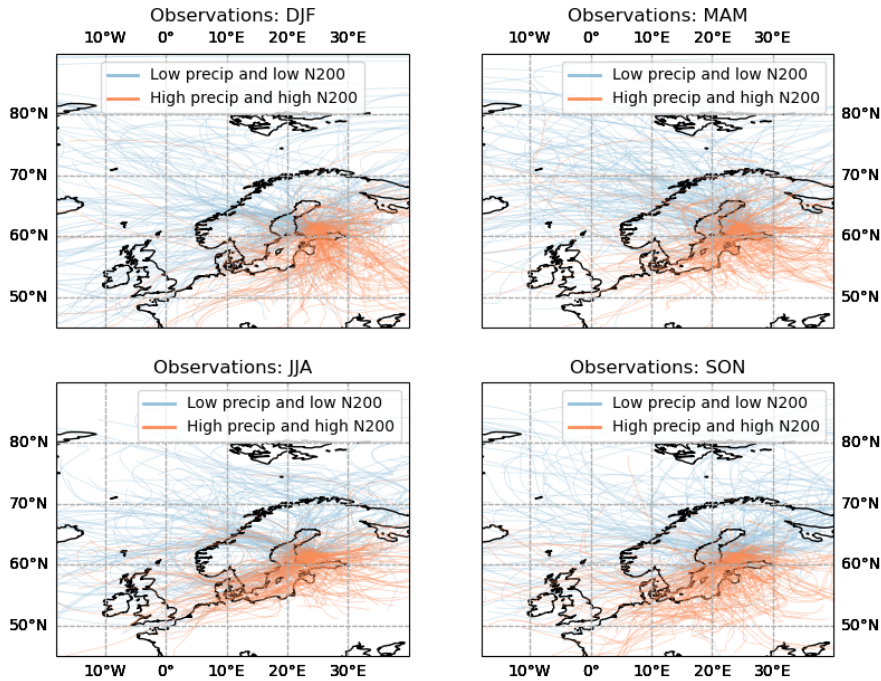 Observations: DJF
Observations: MAM
10°W 0° 10°E 20°E 30°E
10°W 0° 10°E 20°E 30°E
Low precip and low N200
High precip and high N200
Low precip and low N200
High precip and high N200
80°N
80°N
70°N
70°N
60°N
60°N
50°N
50°N
Observations: JJA
Observations: SON
Low precip and low N200
High precip and high N200
Low precip and low N200
High precip and high N200
80°N
80°N
70°N
70°N
60°N
60°N
50°N
50°N
10°W 0° 10°E 20°E 30°E
10°W 0° 10°E 20°E 30°E